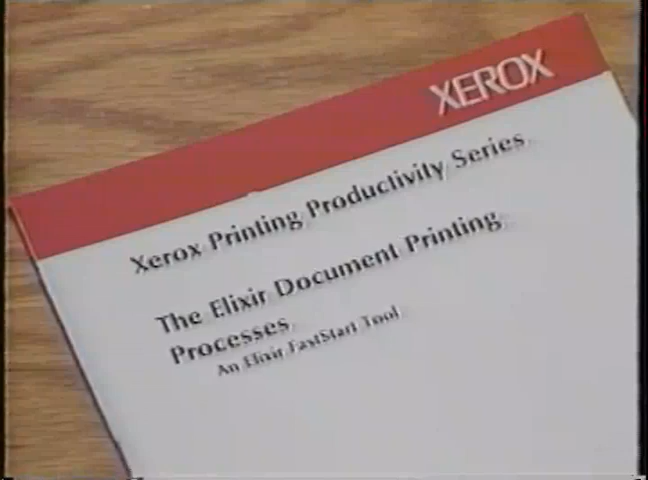 XEROX
Xerox Printing Productivity Series
The Elixir Document Printing
Processes
An Elixir FastStart Tool